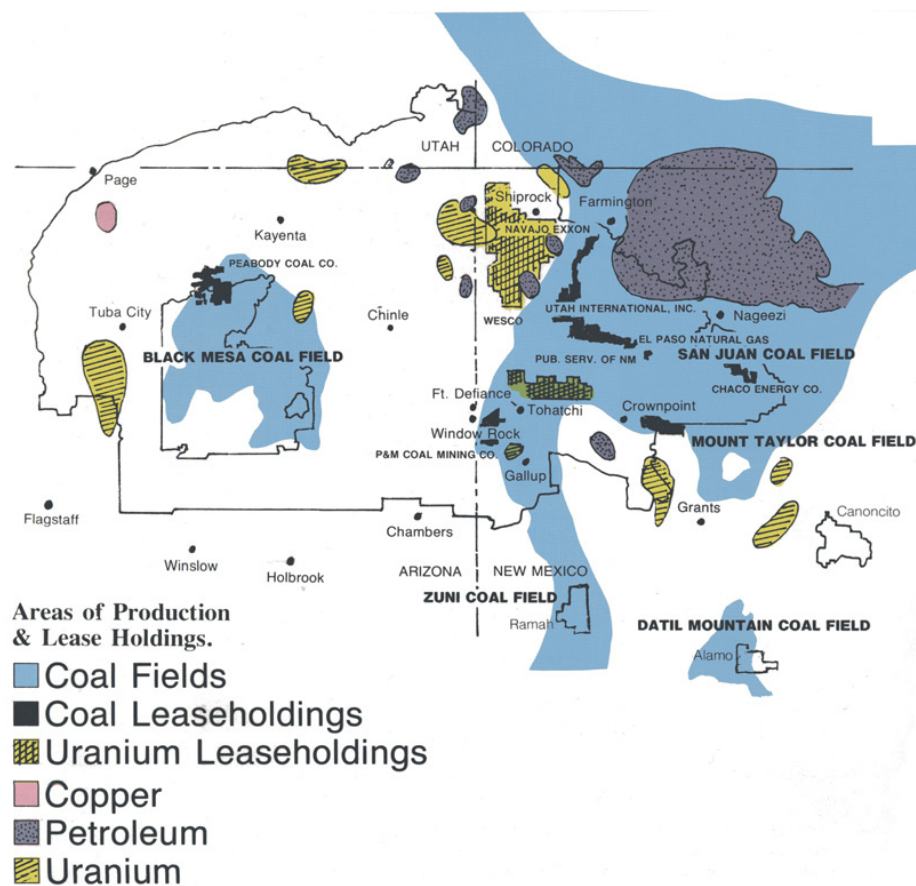 UTAH
COLORADO
Page
Shiprock
Farmington
NAVAJO EXXON
Kayenta
PEABODY COAL CO.
UTAH INTERNATIONAL, INC.
Tuba City
Chinle
WESCO
Nageezi
EL PASO NATURAL GAS
BLACK MESA COAL FIELD
PUB. SERV. OF NM
SAN JUAN COAL FIELD
CHACO ENERGY CO.
Ft. Defiance
Tohatchi
Crownpoint
Window Rock
MOUNT TAYLOR COAL FIELD
P&M COAL MINING CO.
Gallup
Grants
Canoncito
Flagstaff
Chambers
Winslow
Holbrook
ARIZONA
NEW MEXICO
ZUNI COAL FIELD
Ramah
DATIL MOUNTAIN COAL FIELD
Alamo
Areas of Production
& Lease Holdings.
Coal Fields
Coal Leaseholdings
Uranium Leaseholdings
Copper
Petroleum
Uranium